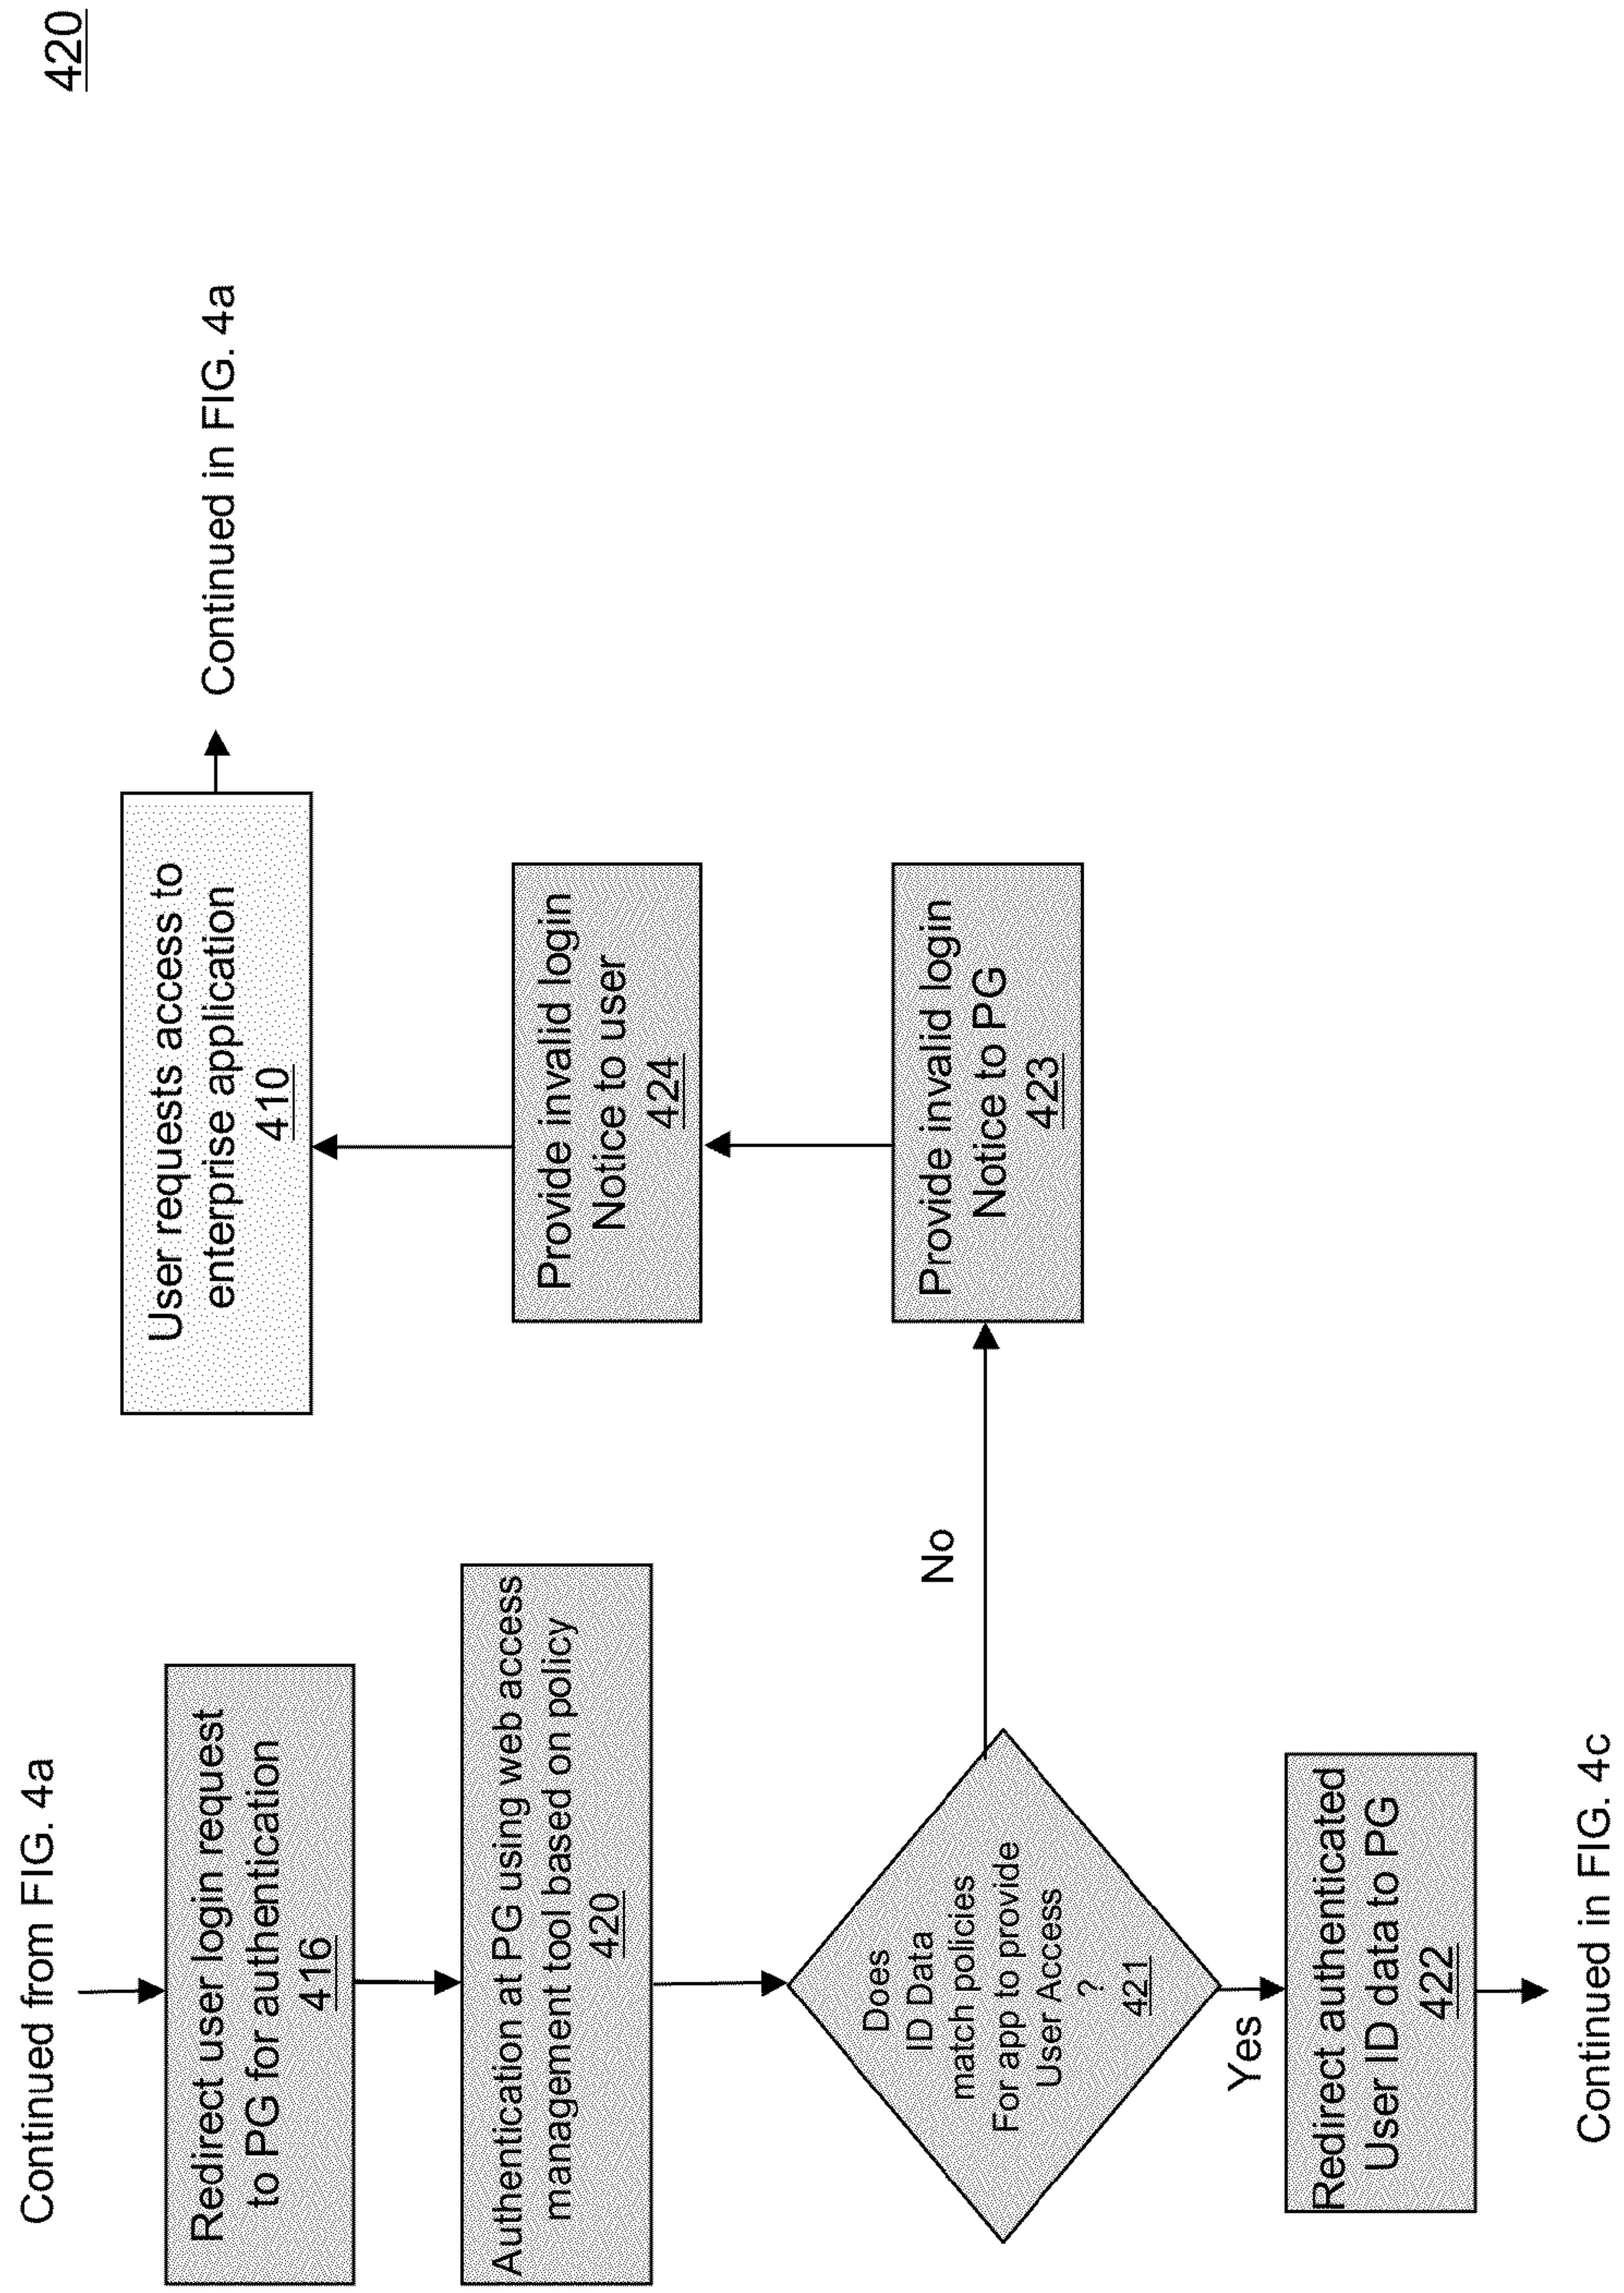 420
Continued from FIG. 4a
Redirect user login request
to PG for authentication
416
Authentication at PG using web access
management tool based on policy
420
Does
ID Data
match policies
For app to provide
User Access
?
421
Yes
No
Redirect authenticated
User ID data to PG
422
Continued in FIG. 4c
Provide invalid login
Notice to PG
423
Provide invalid login
Notice to user
424
User requests access to
enterprise application
410
Continued in FIG. 4a